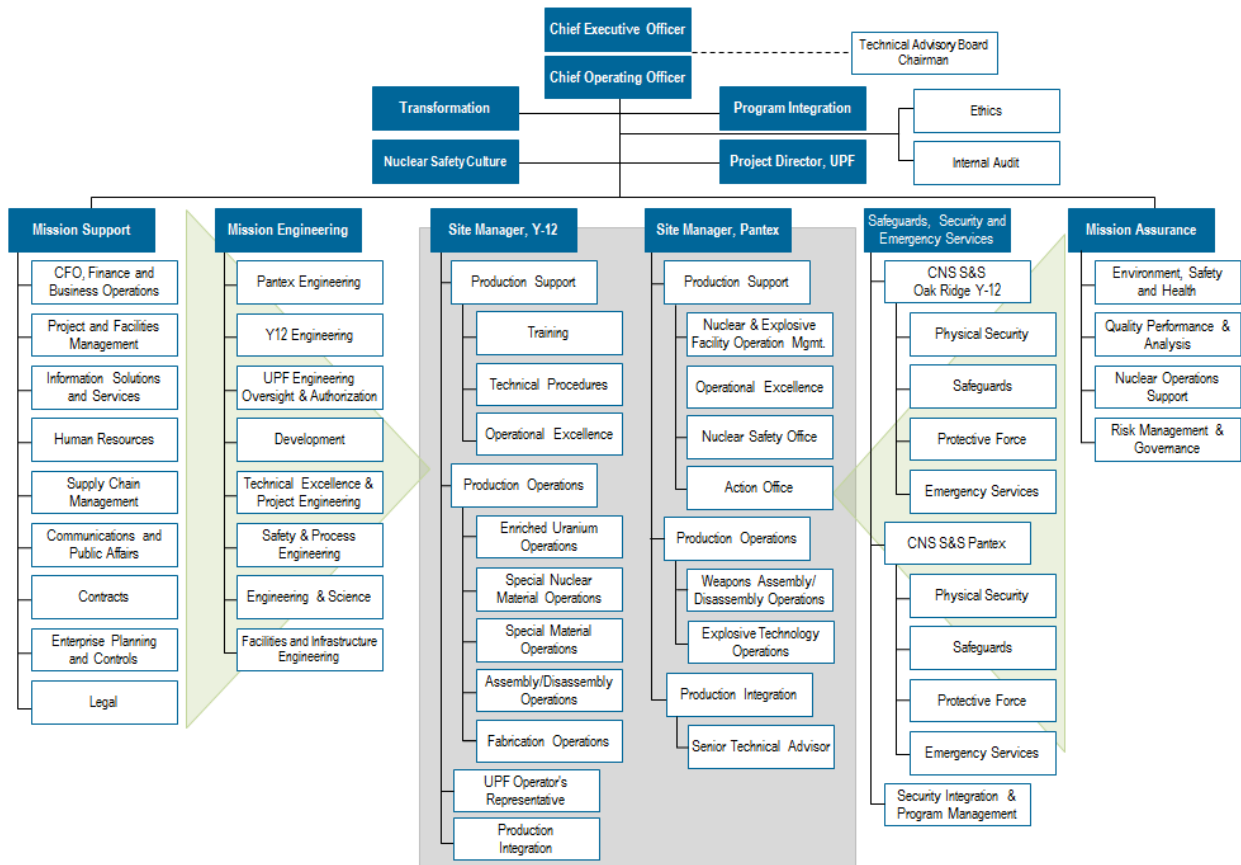 Chief Executive Officer
Technical Advisory Board
Chairman
Chief Operating Officer
Transformation
Program Integration
Ethics
Nuclear Safety Culture
Project Director, UPF
Internal Audit
Mission Support
CFO, Finance and
Business Operations
Project and Facilities
Management
Information Solutions
and Services
Human Resources
Supply Chain
Management
Communications and
Public Affairs
Contracts
Enterprise Planning
and Controls
Legal
Mission Engineering
Pantex Engineering
Y12 Engineering
UPF Engineering
Oversight & Authorization
Development
Technical Excellence &
Project Engineering
Safety & Process
Engineering
Engineering & Science
Facilities and Infrastructure
Engineering
Site Manager, Y-12
Production Support
Training
Technical Procedures
Operational Excellence
Production Operations
Enriched Uranium
Operations
Special Nuclear
Material Operations
Special Material
Operations
Assembly/Disassembly
Operations
Fabrication Operations
UPF Operator's
Representative
Production
Integration
Site Manager, Pantex
Production Support
Nuclear & Explosive
Facility Operation Mgmt.
Operational Excellence
Nuclear Safety Office
Action Office
Production Operations
Weapons Assembly/
Disassembly Operations
Explosive Technology
Operations
Production Integration
Senior Technical Advisor
Safeguards, Security and
Emergency Services
CNS S&S
Oak Ridge Y-12
Physical Security
Safeguards
Protective Force
Emergency Services
CNS S&S Pantex
Physical Security
Safeguards
Protective Force
Emergency Services
Security Integration &
Program Management
Mission Assurance
Environment, Safety
and Health
Quality Performance &
Analysis
Nuclear Operations
Support
Risk Management &
Governance